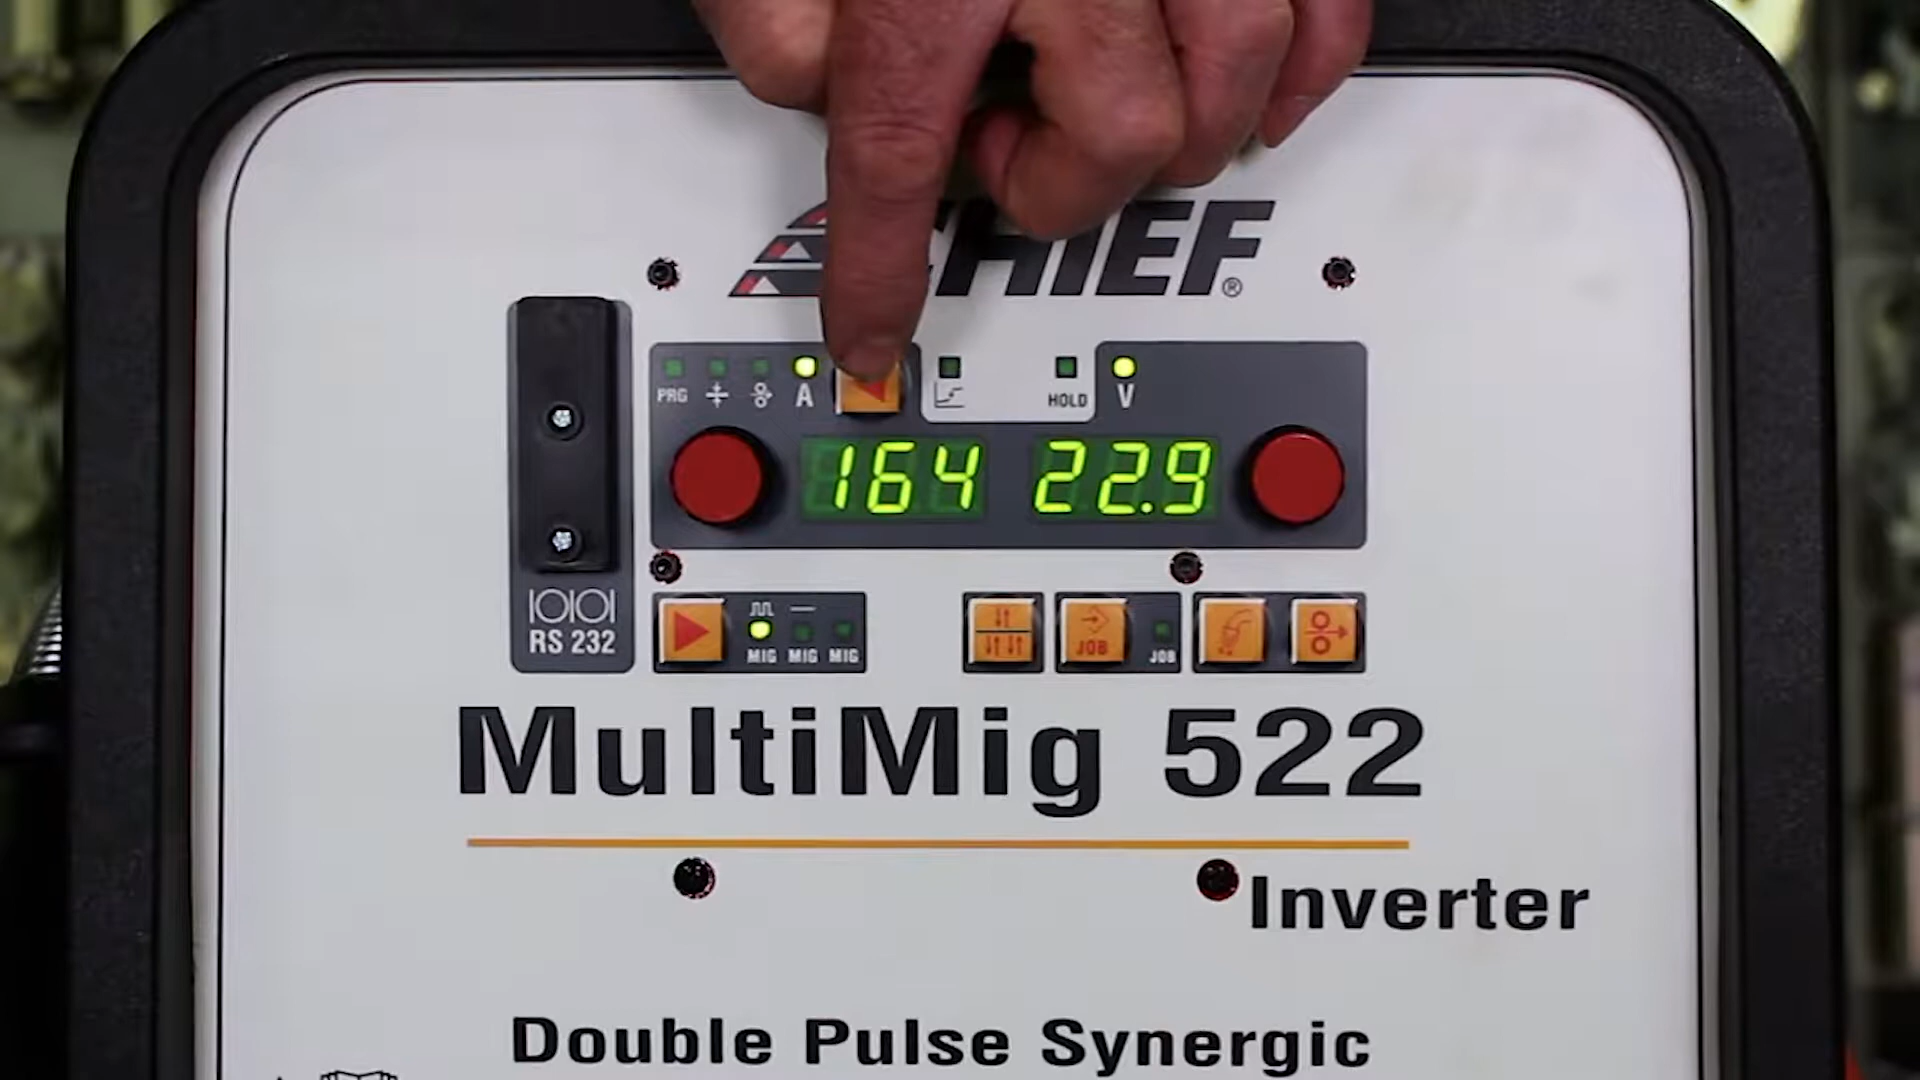 CHIEF®
PRG A HOLD V
164 22.9
IOIOI
RS 232
MIG MIG MIG JOB JOB
MultiMig 522
Inverter
Double Pulse Synergic